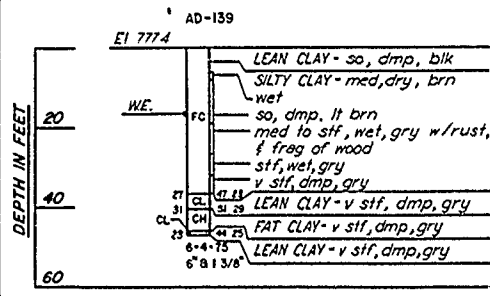 AD-139
El 777.4
LEAN CLAY - so, dmp, blk
SILTY CLAY - med, dry, brn
wet
W.E.
FC
so, dmp, lt brn
20
med to stf, wet, gry w/rust,
& frag of wood
stf, wet, gry
v stf, dmp, gry
DEPTH IN FEET
27 47 28
CL
LEAN CLAY - v stf, dmp, gry
40
31 51 29
CH
FAT CLAY - v stf, dmp, gry
CL
23 44 25
LEAN CLAY - v stf, dmp, gry
6-4-75
6" & 1 3/8"
60